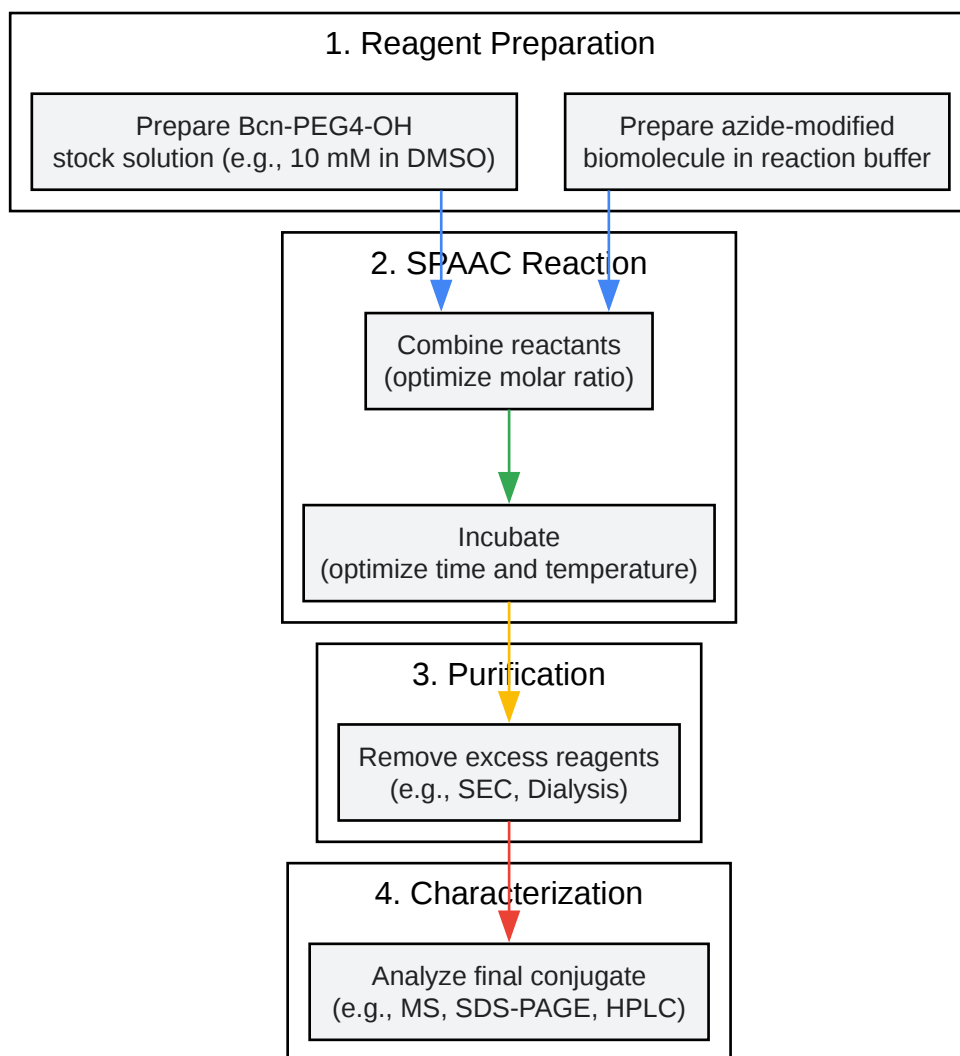 1. Reagent Preparation
Prepare Bcn-PEG4-OH
stock solution (e.g., 10 mM in DMSO)
Prepare azide-modified
biomolecule in reaction buffer
2. SPAAC Reaction
Combine reactants
(optimize molar ratio)
Incubate
(optimize time and temperature)
3. Purification
Remove excess reagents
(e.g., SEC, Dialysis)
4. Characterization
Analyze final conjugate
(e.g., MS, SDS-PAGE, HPLC)